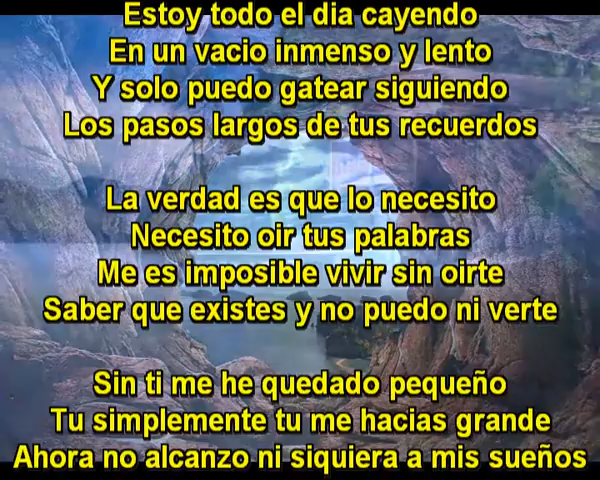 Estoy todo el dia cayendo
En un vacio inmenso y lento
Y solo puedo gatear siguiendo
Los pasos largos de tus recuerdos
La verdad es que lo necesito
Necesito oir tus palabras
Me es imposible vivir sin oirte
Saber que existes y no puedo ni verte
Sin ti me he quedado pequeño
Tu simplemente tu me hacias grande
Ahora no alcanzo ni siquiera a mis sueños